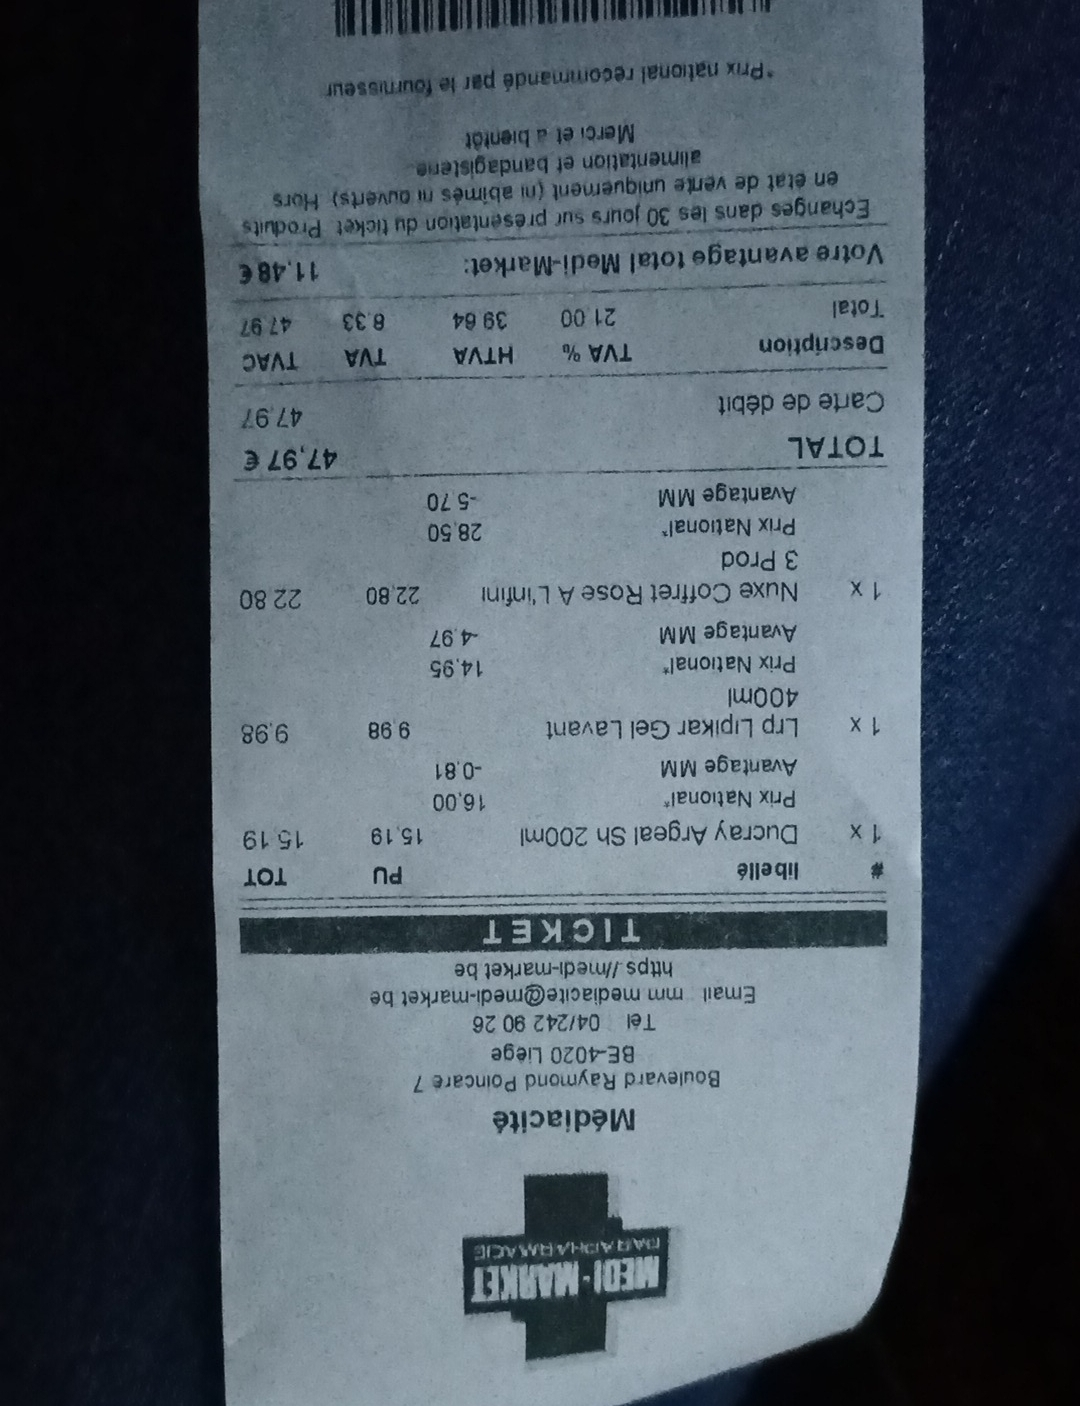 MEDI-MARKET
PARAPHARMACIE
Médiacité
Boulevard Raymond Poincaré 7
BE-4020 Liège
Tél 04/242 90 26
Email mm mediacite@medi-market be
https //medi-market be
TICKET
# libellé PU TOT
1 x Ducray Argeal Sh 200ml 15,19 15,19
Prix National* 16,00
Avantage MM -0,81
1 x Lrp Lipikar Gel Lavant 9,98 9,98
400ml
Prix National* 14,95
Avantage MM -4,97
1 x Nuxe Coffret Rose A L'infini 22,80 22,80
3 Prod
Prix National* 28,50
Avantage MM -5,70
TOTAL 47,97 €
Carte de débit 47,97
Description TVA % HTVA TVA TVAC
Total 21,00 39,64 8,33 47,97
Votre avantage total Medi-Market: 11,48 €
Echanges dans les 30 jours sur présentation du ticket Produits
en état de vente uniquement (ni abîmés ni ouverts) Hors
alimentation et bandagisterie
Merci et à bientôt
*Prix national recommandé par le fournisseur